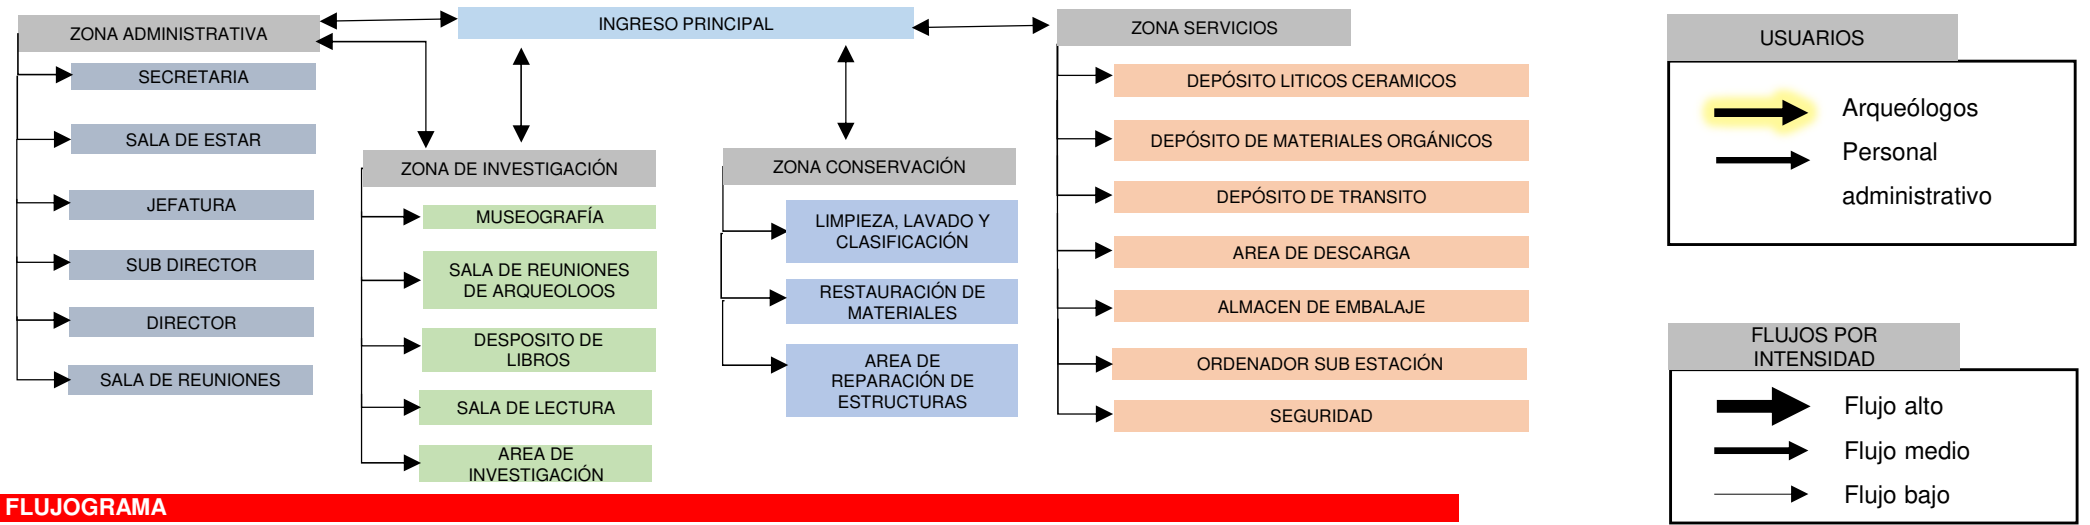 INGRESO PRINCIPAL
ZONA ADMINISTRATIVA
SECRETARIA
SALA DE ESTAR
JEFATURA
SUB DIRECTOR
DIRECTOR
SALA DE REUNIONES
ZONA DE INVESTIGACIÓN
MUSEOGRAFÍA
SALA DE REUNIONES
DE ARQUEOLOOS
DESPOSITO DE
LIBROS
SALA DE LECTURA
AREA DE
INVESTIGACIÓN
ZONA CONSERVACIÓN
LIMPIEZA, LAVADO Y
CLASIFICACIÓN
RESTAURACIÓN DE
MATERIALES
AREA DE
REPARACIÓN DE
ESTRUCTURAS
ZONA SERVICIOS
DEPÓSITO LITICOS CERAMICOS
DEPÓSITO DE MATERIALES ORGÁNICOS
DEPÓSITO DE TRANSITO
AREA DE DESCARGA
ALMACEN DE EMBALAJE
ORDENADOR SUB ESTACIÓN
SEGURIDAD
USUARIOS
Arqueólogos
Personal
administrativo
FLUJOS POR
INTENSIDAD
Flujo alto
Flujo medio
Flujo bajo
FLUJOGRAMA